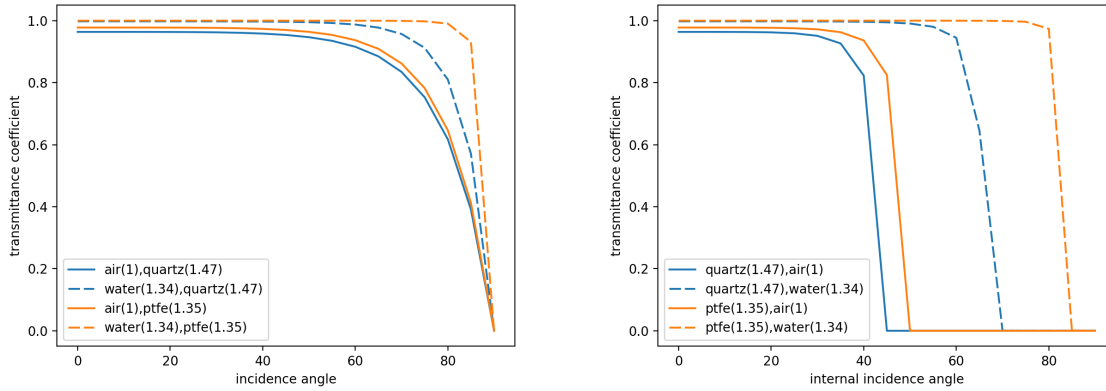 transmittance coefficient
1.0
0.8
0.6
0.4
0.2
0.0
air(1),quartz(1.47)
water(1.34),quartz(1.47)
air(1),ptfe(1.35)
water(1.34),ptfe(1.35)
0 20 40 60 80
incidence angle
transmittance coefficient
1.0
0.8
0.6
0.4
0.2
0.0
quartz(1.47),air(1)
quartz(1.47),water(1.34)
ptfe(1.35),air(1)
ptfe(1.35),water(1.34)
0 20 40 60 80
internal incidence angle